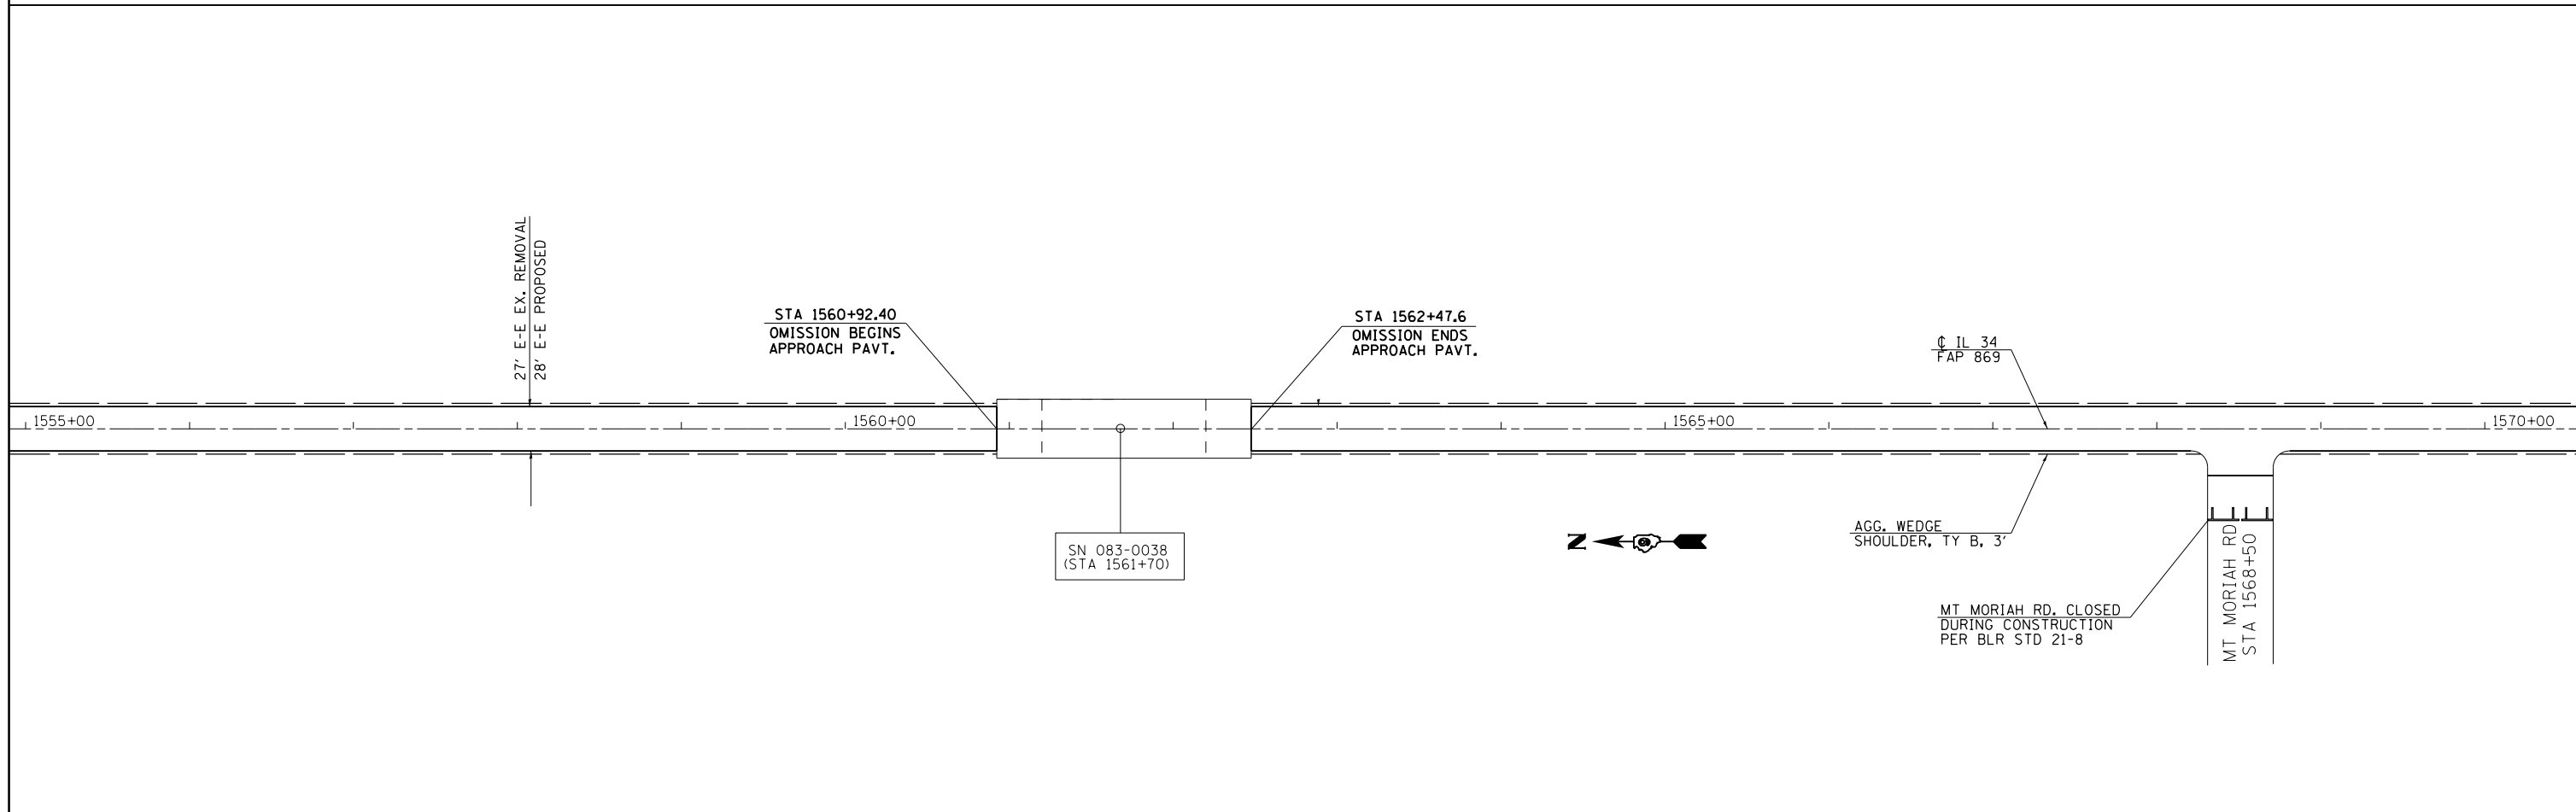 27' E-E EX. REMOVAL
28' E-E PROPOSED
STA 1560+92.40
OMISSION BEGINS
APPROACH PAVT.
STA 1562+47.6
OMISSION ENDS
APPROACH PAVT.
℄ IL 34
FAP 869
1555+00
1560+00
1565+00
1570+00
SN 083-0038
(STA 1561+70)
N
AGG. WEDGE
SHOULDER, TY B, 3'
MT MORIAH RD. CLOSED
DURING CONSTRUCTION
PER BLR STD 21-8
MT MORIAH RD
STA 1568+50